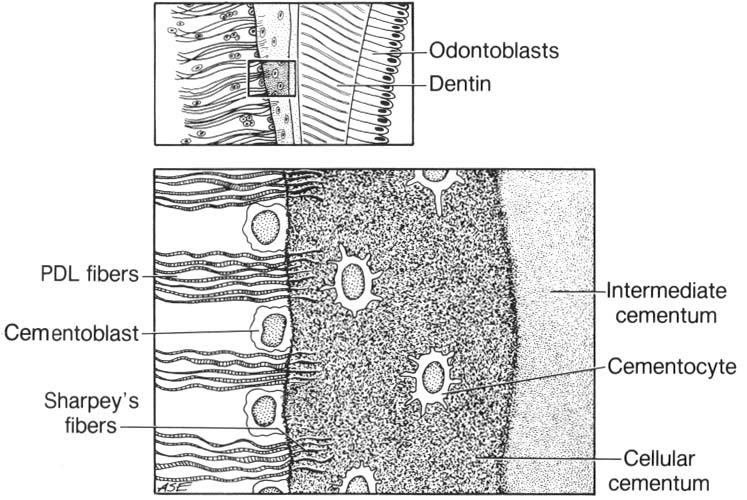 Odontoblasts
Dentin
PDL fibers
Intermediate
cementum
Cementoblast
Cementocyte
Sharpey's
fibers
Cellular
cementum
ASE